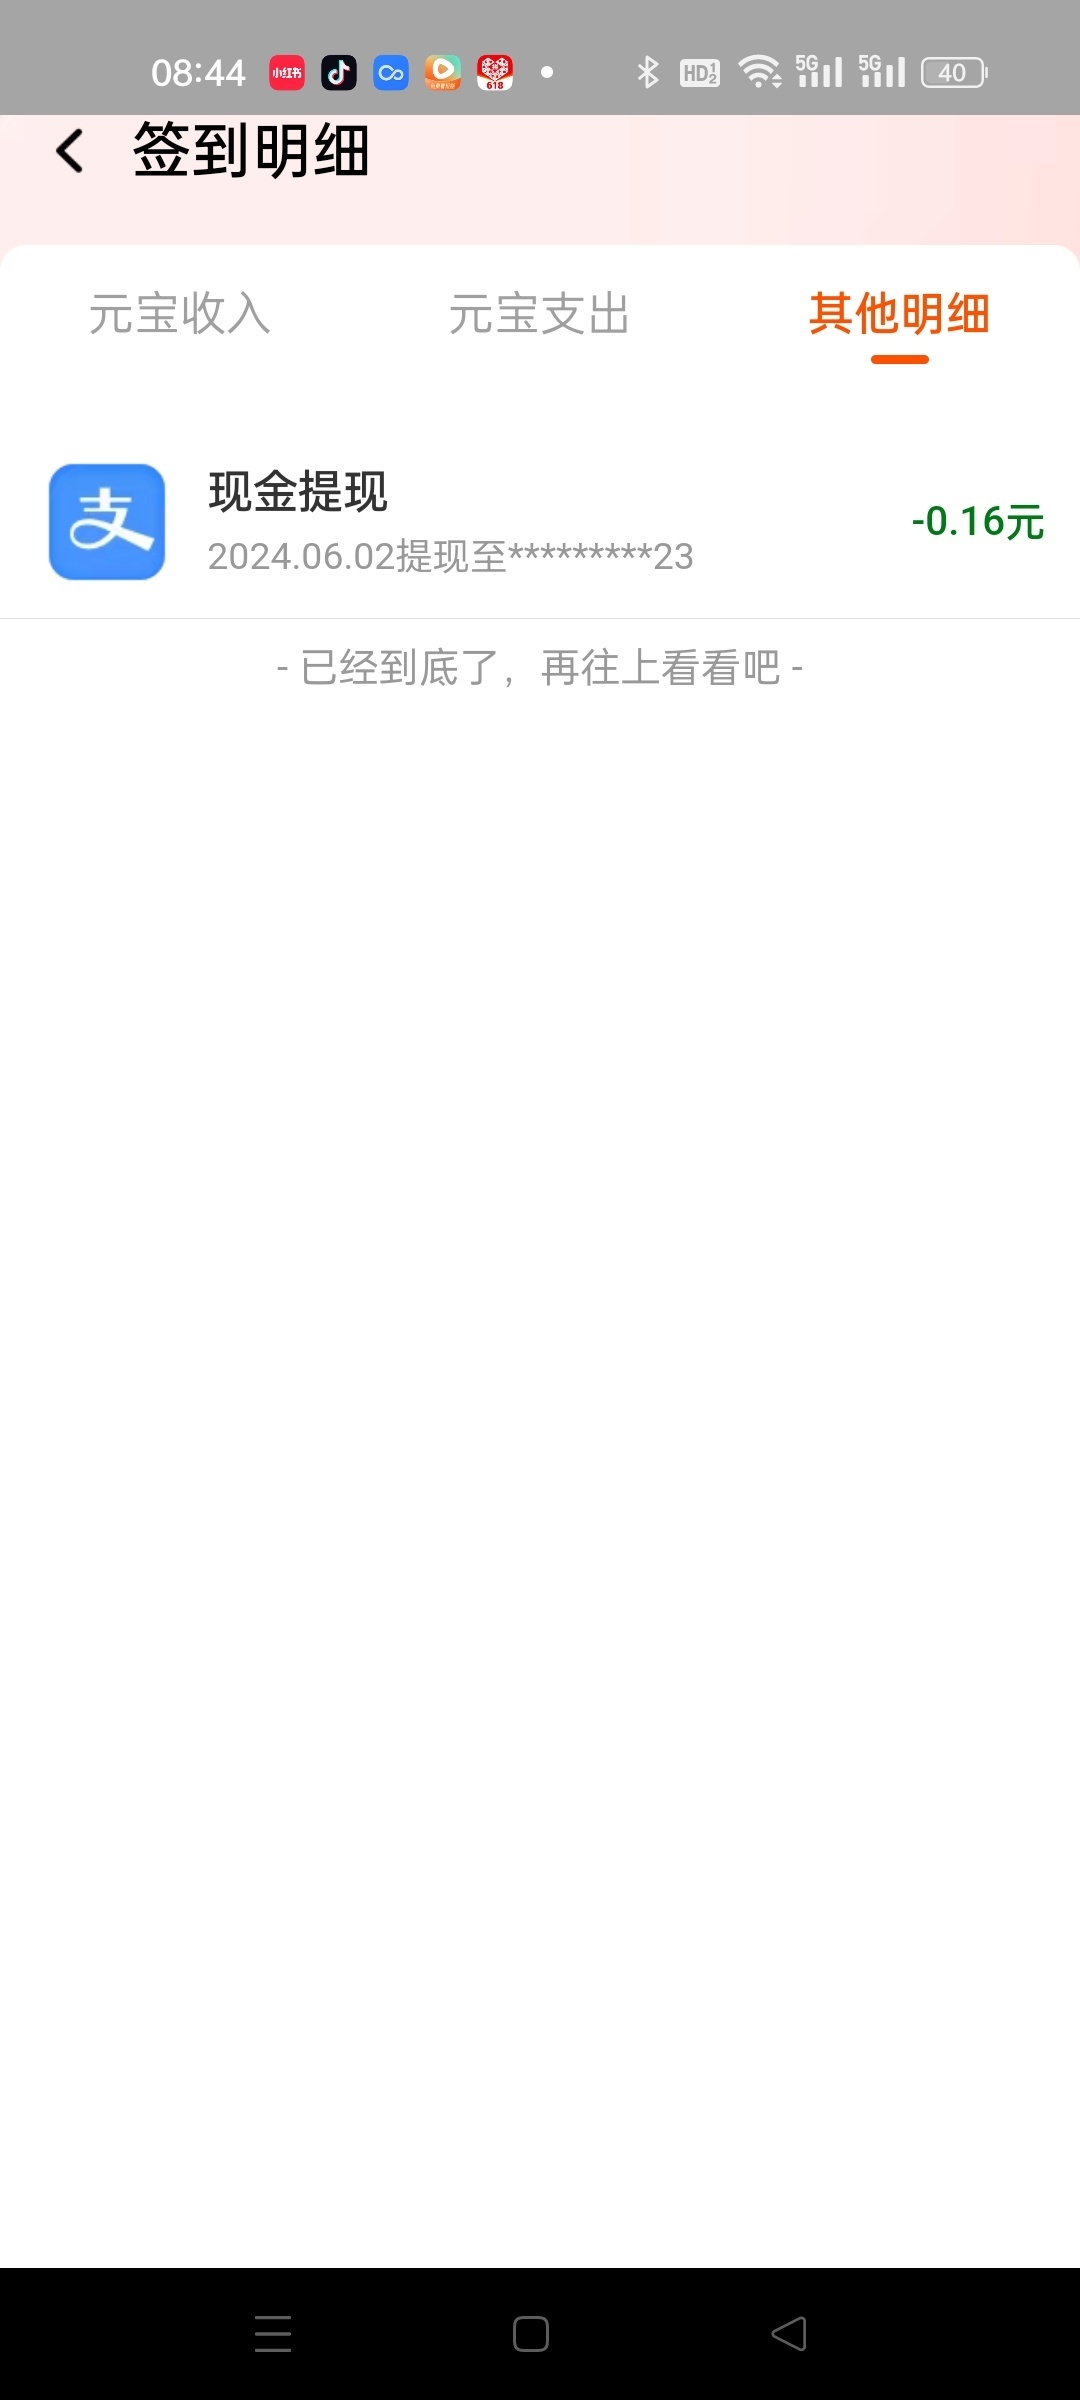 08:44 小红书 618 HD 1 2 5G 5G 40
签到明细
元宝收入 元宝支出 其他明细
支 现金提现 -0.16元
2024.06.02提现至*********23
- 已经到底了，再往上看看吧 -